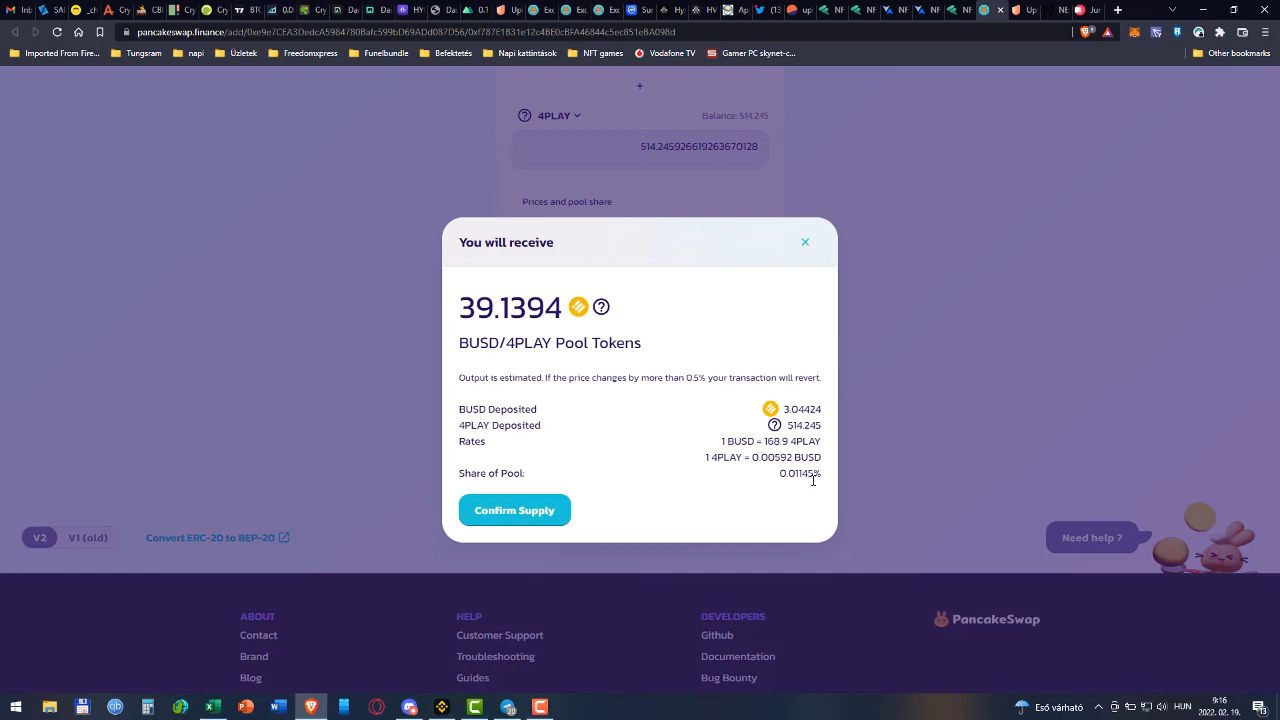 pancakeswap.finance/add/0xe9e7CEA3DedcA5984780Bafc599bD69ADd087D56/0xf787E1B31e12c4BE0cBFA46844c5ec851eBA098d
Imported From Fire...
Tungsram
napi
Üzletek
Freedomport
Bundle
Befektetés
Napi kattintások
NFT games
Vodafone TV
Gamer PC skynet-c...
Other bookmarks
+
4PLAY
Balance: 514.245
514.245926619263670128
Prices and pool share
You will receive
39.1394
BUSD/4PLAY Pool Tokens
Output is estimated. If the price changes by more than 0.5% your transaction will revert.
BUSD Deposited 3.04424
4PLAY Deposited 514.245
Rates 1 BUSD = 168.9 4PLAY
1 4PLAY = 0.00592 BUSD
Share of Pool: 0.01145%
Confirm Supply
V2 V1 (old)
Convert ERC-20 to BEP-20
Need help ?
ABOUT
Contact
Brand
Blog
HELP
Customer Support
Troubleshooting
Guides
DEVELOPERS
Github
Documentation
Bug Bounty
PancakeSwap
Eső várható
HUN
9:16
2022. 02. 19.